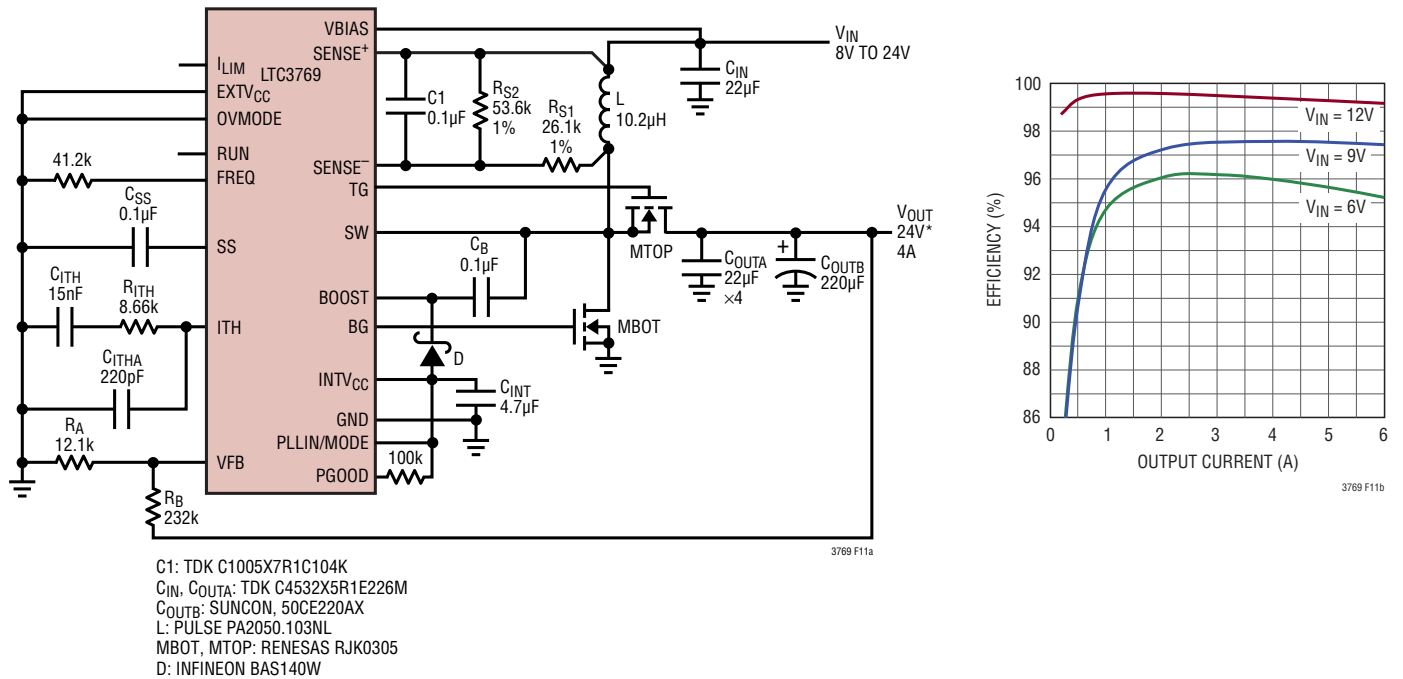 VBIAS
SENSE+
ILIM
LTC3769
EXTVCC
OVMODE
RUN
FREQ
41.2k
CSS
0.1µF
SS
CITH
15nF
RITH
8.66k
ITH
CITHA
220pF
RA
12.1k
VFB
RB
232k
C1
0.1µF
RS2
53.6k
1%
RS1
26.1k
1%
L
10.2µH
CIN
22µF
VIN
8V TO 24V
SENSE–
TG
SW
MTOP
CB
0.1µF
BOOST
BG
MBOT
D
INTVCC
CINT
4.7µF
GND
PLLIN/MODE
PGOOD
100k
COUTA
22µF
×4
+
COUTB
220µF
VOUT
24V*
4A
3769 F11a
C1: TDK C1005X7R1C104K
CIN, COUTA: TDK C4532X5R1E226M
COUTB: SUNCON, 50CE220AX
L: PULSE PA2050.103NL
MBOT, MTOP: RENESAS RJK0305
D: INFINEON BAS140W
100
98
96
94
92
90
88
86
EFFICIENCY (%)
VIN = 12V
VIN = 9V
VIN = 6V
0 1 2 3 4 5 6
OUTPUT CURRENT (A)
3769 F11b